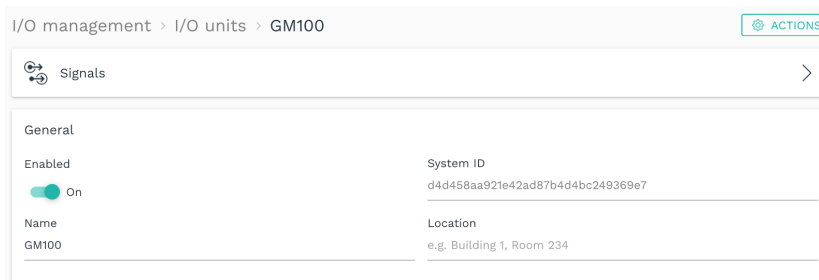 I/O management > I/O units > GM100
ACTIONS
Signals
General
Enabled
On
System ID
d4d458aa921e42ad87b4d4bc249369e7
Name
GM100
Location
e.g. Building 1, Room 234